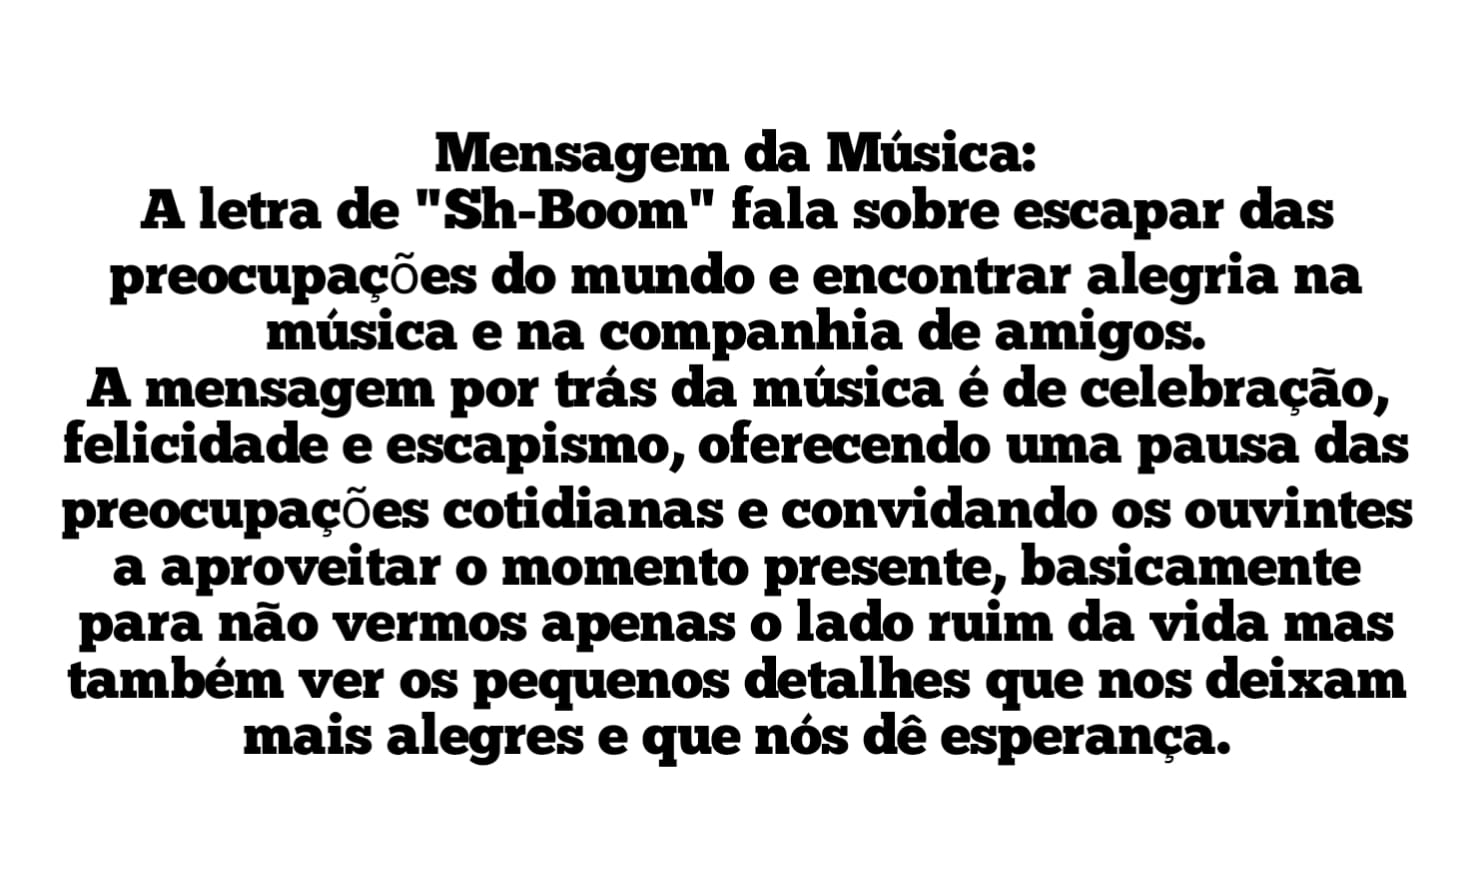 Mensagem da Música:
A letra de "Sh-Boom" fala sobre escapar das
preocupações do mundo e encontrar alegria na
música e na companhia de amigos.
A mensagem por trás da música é de celebração,
felicidade e escapismo, oferecendo uma pausa das
preocupações cotidianas e convidando os ouvintes
a aproveitar o momento presente, basicamente
para não vermos apenas o lado ruim da vida mas
também ver os pequenos detalhes que nos deixam
mais alegres e que nós dê esperança.